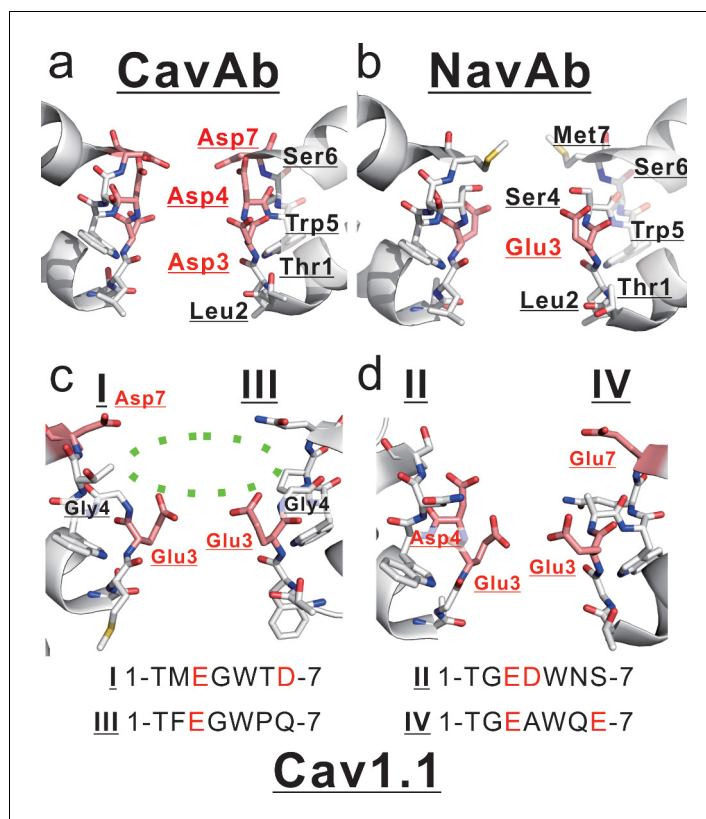 a CavAb
b NavAb
Asp7
Ser6
Asp4
Trp5
Asp3
Thr1
Leu2
Met7
Ser6
Ser4
Trp5
Glu3
Thr1
Leu2
c I III
Asp7
Gly4
Gly4
Glu3
Glu3
d II IV
Glu7
Asp4
Glu3
Glu3
I 1-TMEGWTD-7
II 1-TGEDWNS-7
III 1-TFEGWPQ-7
IV 1-TGEAWQE-7
Cav1.1